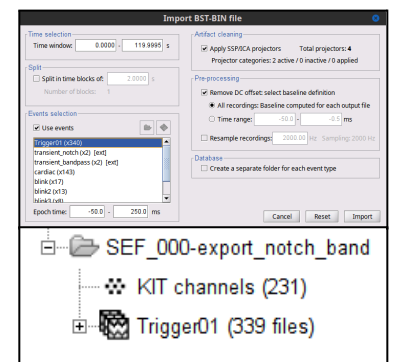 Import BST-BIN file
Time selection
Time window: 0.0000 - 119.9995 s
Split
Split in time blocks of: 2.0000 s
Number of blocks: 1
Events selection
Use events
Trigger01 (x340)
transient_notch (x2) [ext]
transient_bandpass (x2) [ext]
cardiac (x143)
blink (x17)
blink2 (x13)
blink3 (x8)
Epoch time: -50.0 - 250.0 ms
Artifact cleaning
Apply SSP/ICA projectors Total projectors: 4
Projector categories: 2 active / 0 inactive / 0 applied
Pre-processing
Remove DC offset: select baseline definition
All recordings: Baseline computed for each output file
Time range: -50.0 - -0.5 ms
Resample recordings: 2000.00 Hz Sampling: 2000 Hz
Database
Create a separate folder for each event type
Cancel Reset Import
SEF_000-export_notch_band
KIT channels (231)
Trigger01 (339 files)